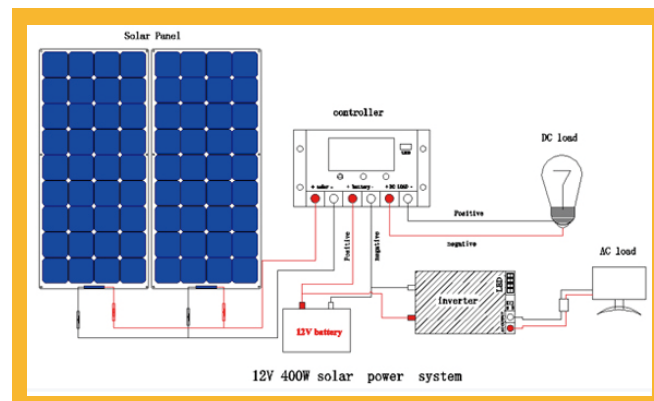 Solar Panel
controller
DC load
+ solar - + battery - + DC LOAD -
Positive
negative
Positive
negative
AC load
LED
inverter
12V battery
12V 400W solar power system